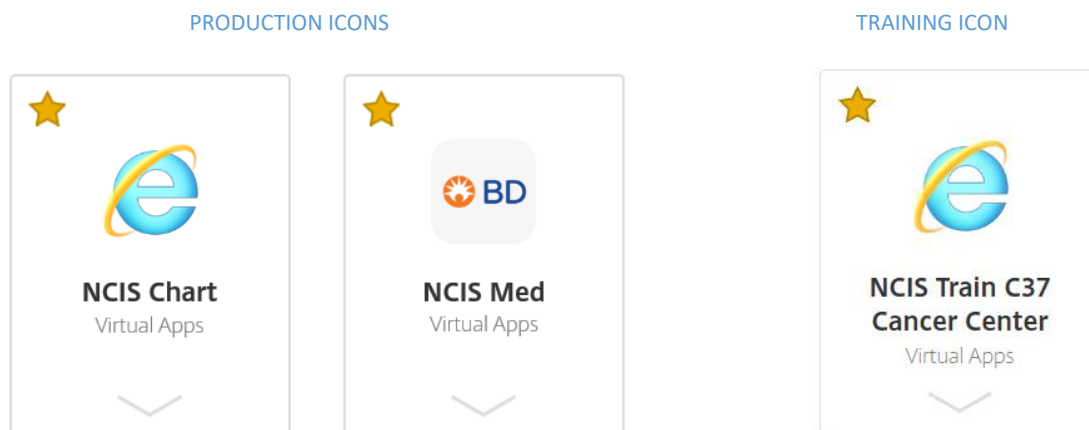 PRODUCTION ICONS
TRAINING ICON
BD
NCIS Chart
Virtual Apps
NCIS Med
Virtual Apps
NCIS Train C37
Cancer Center
Virtual Apps